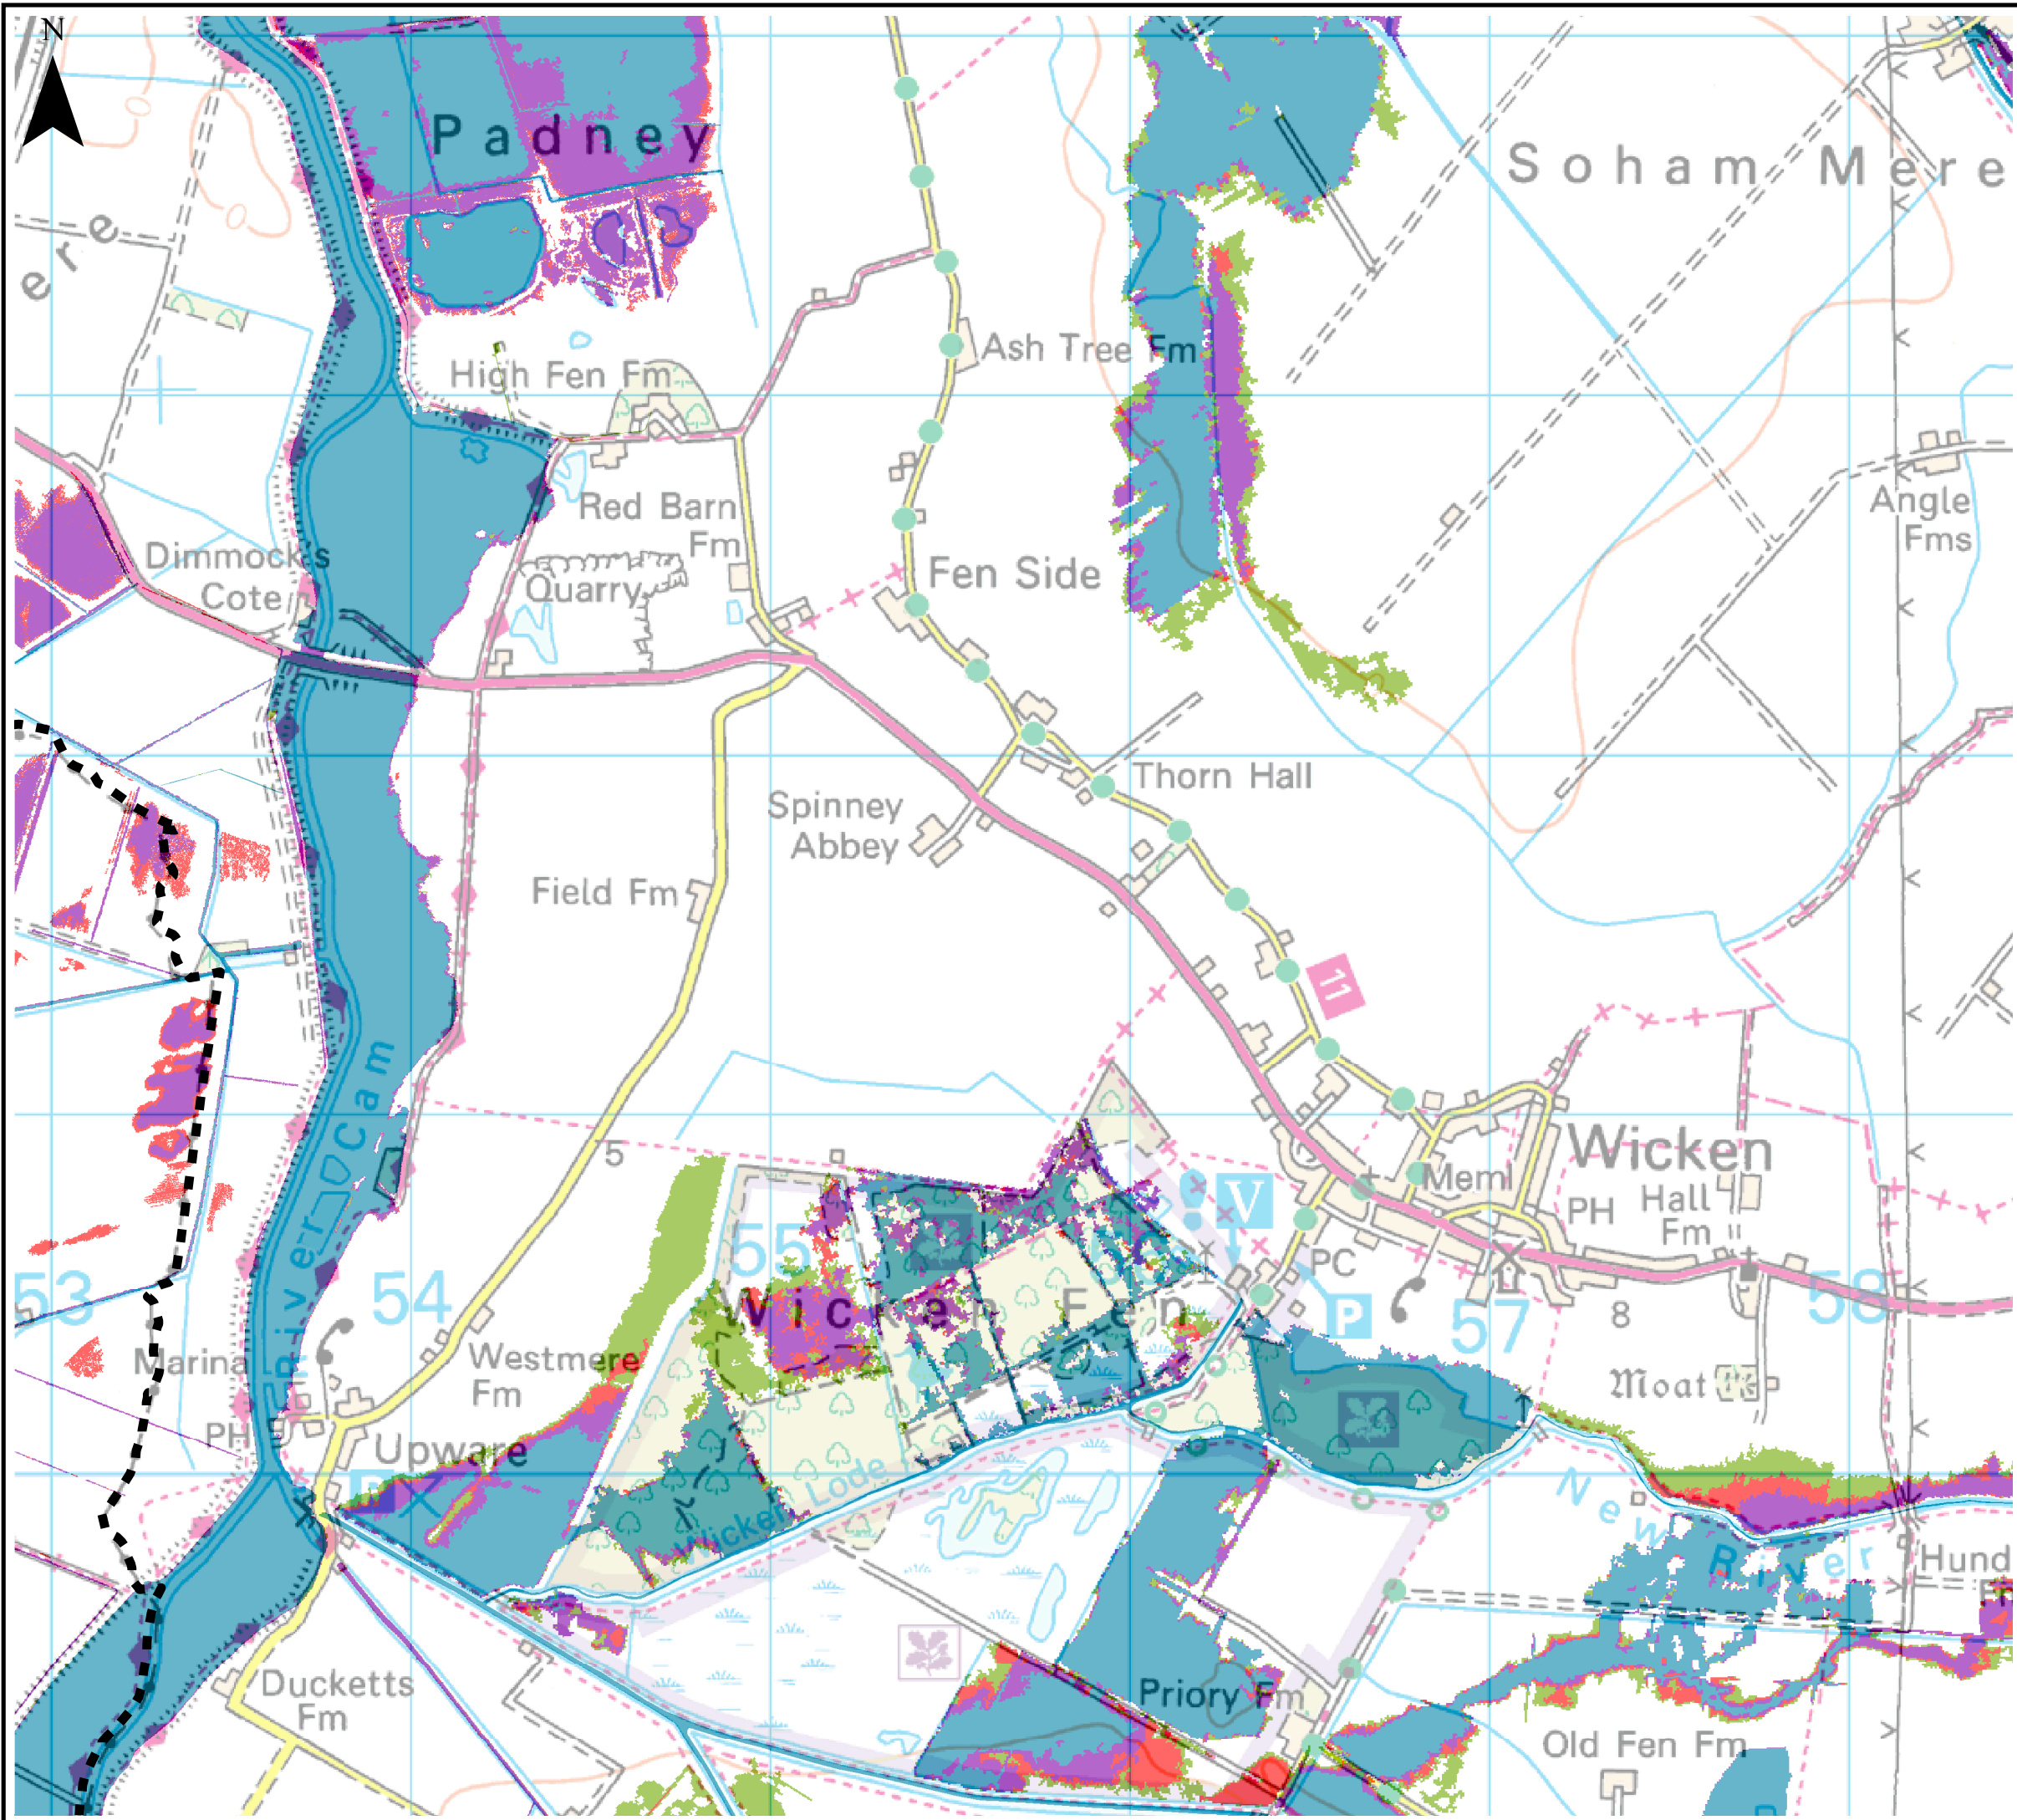 N
Padney
Soham Mere
ere
Ash Tree Fm
High Fen Fm
Red Barn
Fm
Angle
Fms
Dimmock's
Cote
Quarry
Fen Side
Thorn Hall
Spinney
Abbey
Field Fm
11
River Cam
5
Wicken
Meml
PH
Hall
Fm
V
55
PC
53
54
Wicken Fen
P
57
8
58
Marina
Westmere
Fm
Moat
PH
Upware
Wicken Lode
New River
Hund
Priory Fm
Ducketts
Fm
Old Fen Fm